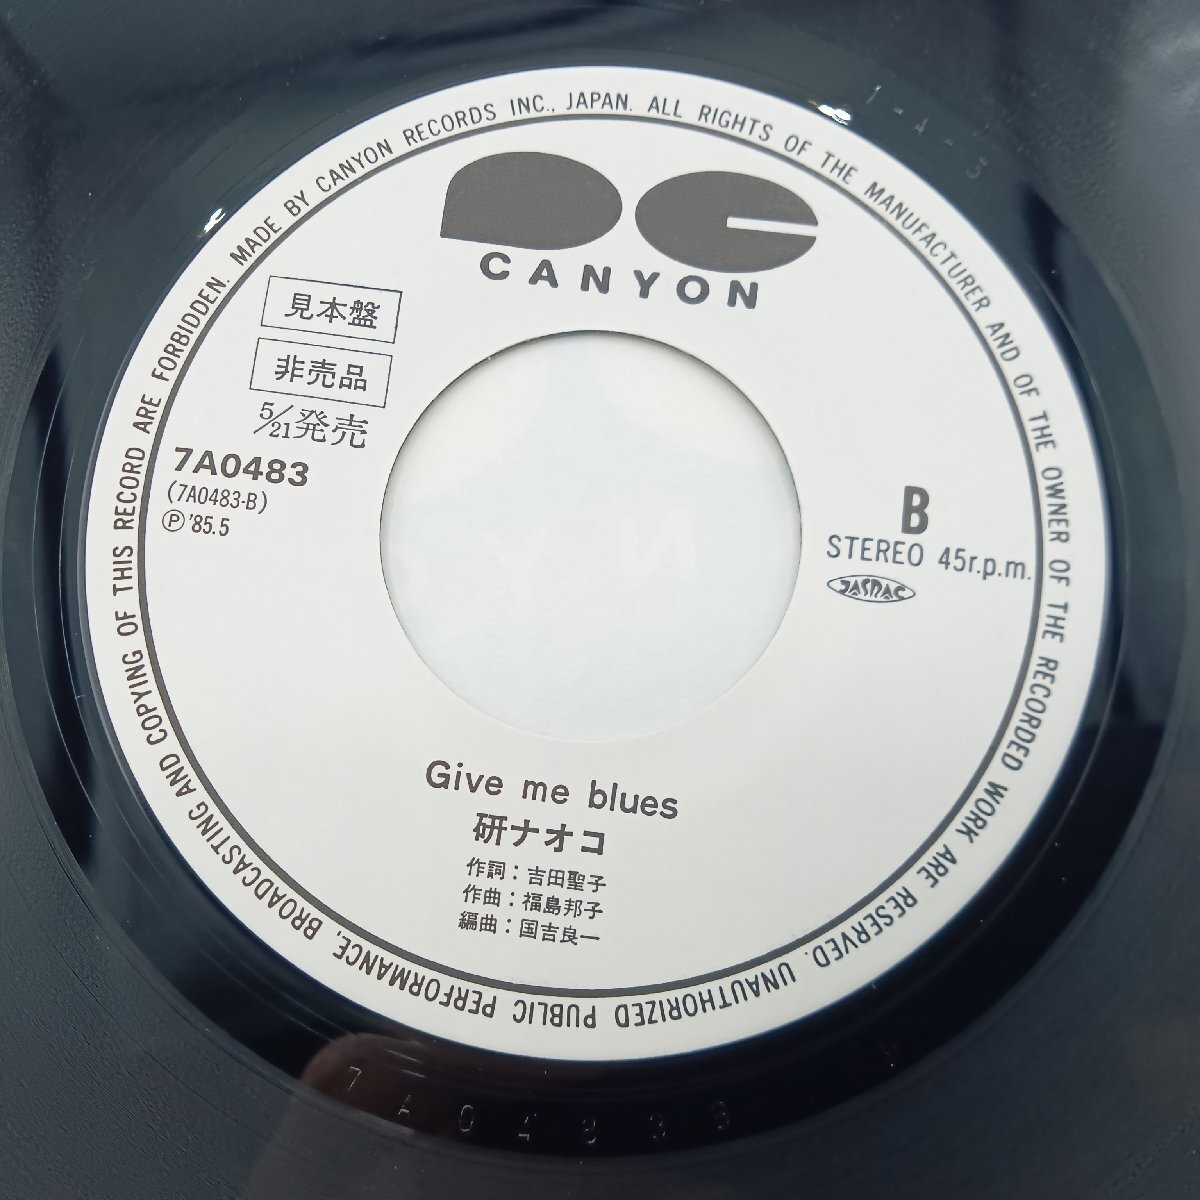 MADE BY CANYON RECORDS INC., JAPAN. ALL RIGHTS OF THE MANUFACTURER AND OF THE OWNER OF THE RECORDED WORK ARE RESERVED. UNAUTHORIZED PUBLIC PERFORMANCE, BROADCASTING AND COPYING OF THIS RECORD ARE FORBIDDEN.
CANYON
見本盤
非売品
5/21発売
7A0483
(7A0483-B)
Ⓟ'85.5
B
STEREO 45r.p.m.
JASRAC
Give me blues
研ナオコ
作詞：吉田聖子
作曲：福島邦子
編曲：国吉良一
1-A-3
7A0483B